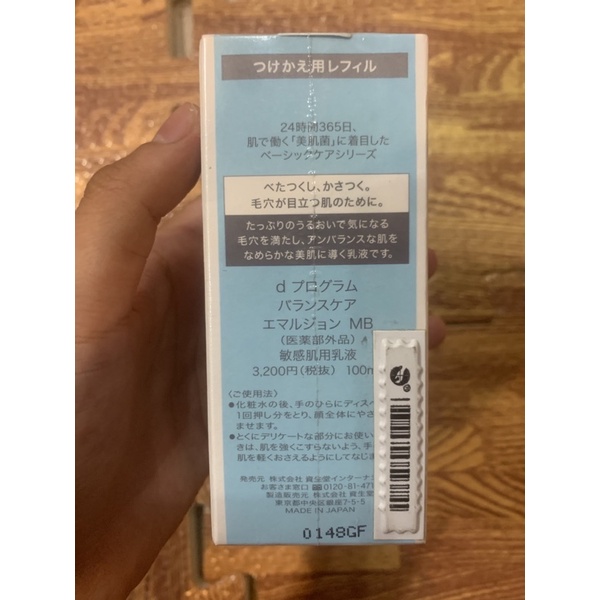 つけかえ用レフィル
24時間365日、
肌で働く「美肌菌」に着目した
ベーシックケアシリーズ
べたつくし、かさつく。
毛穴が目立つ肌のために。
たっぷりのうるおいで気になる
毛穴を満たし、アンバランスな肌を
なめらかな美肌に導く乳液です。
d プログラム
バランスケア
エマルジョン MB
(医薬部外品)
敏感肌用乳液
3,200円(税抜) 100m
〈ご使用法〉
●化粧水の後、手のひらにディスペ
1回押し分をとり、顔全体にやさ
ませます。
●とくにデリケートな部分にお使い
きは、肌を強くこすらないよう、手
肌を軽くおさえるようにしてなじま
発売元 株式会社 資生堂インターナシ
お客さま窓口 0120-81-471
製造販売元 株式会社 資生堂
東京都中央区銀座7-5-5
MADE IN JAPAN
0148GF